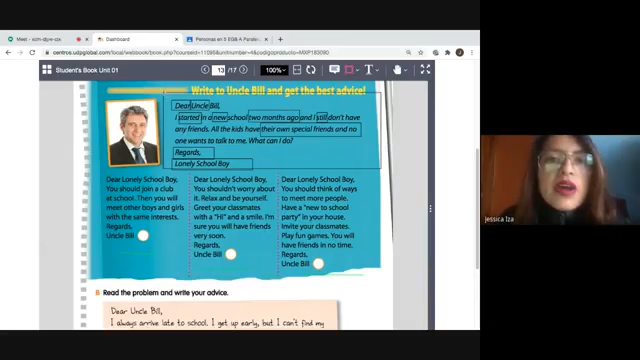 Meet - xch-djyw-ok
Dashboard
Personas en 5 EG& A Paralelo
centros.udpglobal.com/local/webbook/book.php?courseid=11095&unitnumber=4&codigoproducto=MXP183090
Student's Book Unit 01
13 /17
100%
Write to Uncle Bill and get the best advice!
Dear Uncle Bill,
I started in a new school two months ago and I still don't have
any friends. All the kids have their own special friends and no
one wants to talk to me. What can I do?
Regards,
Lonely School Boy
Dear Lonely School Boy,
You should join a club
at school. Then you will
meet other boys and girls
with the same interests.
Regards,
Uncle Bill
Dear Lonely School Boy,
You shouldn't worry about
it. Relax and be yourself.
Greet your classmates
with a "Hi" and a smile. I'm
sure you will have friends
very soon.
Regards,
Uncle Bill
Dear Lonely School Boy,
You should think of ways
to meet more people.
Have a "new to school
party" in your house.
Invite your classmates.
Play fun games. You will
have friends in no time.
Regards,
Uncle Bill
B Read the problem and write your advice.
Dear Uncle Bill,
I always arrive late to school. I get up early, but I can't find my
Jessica Iza